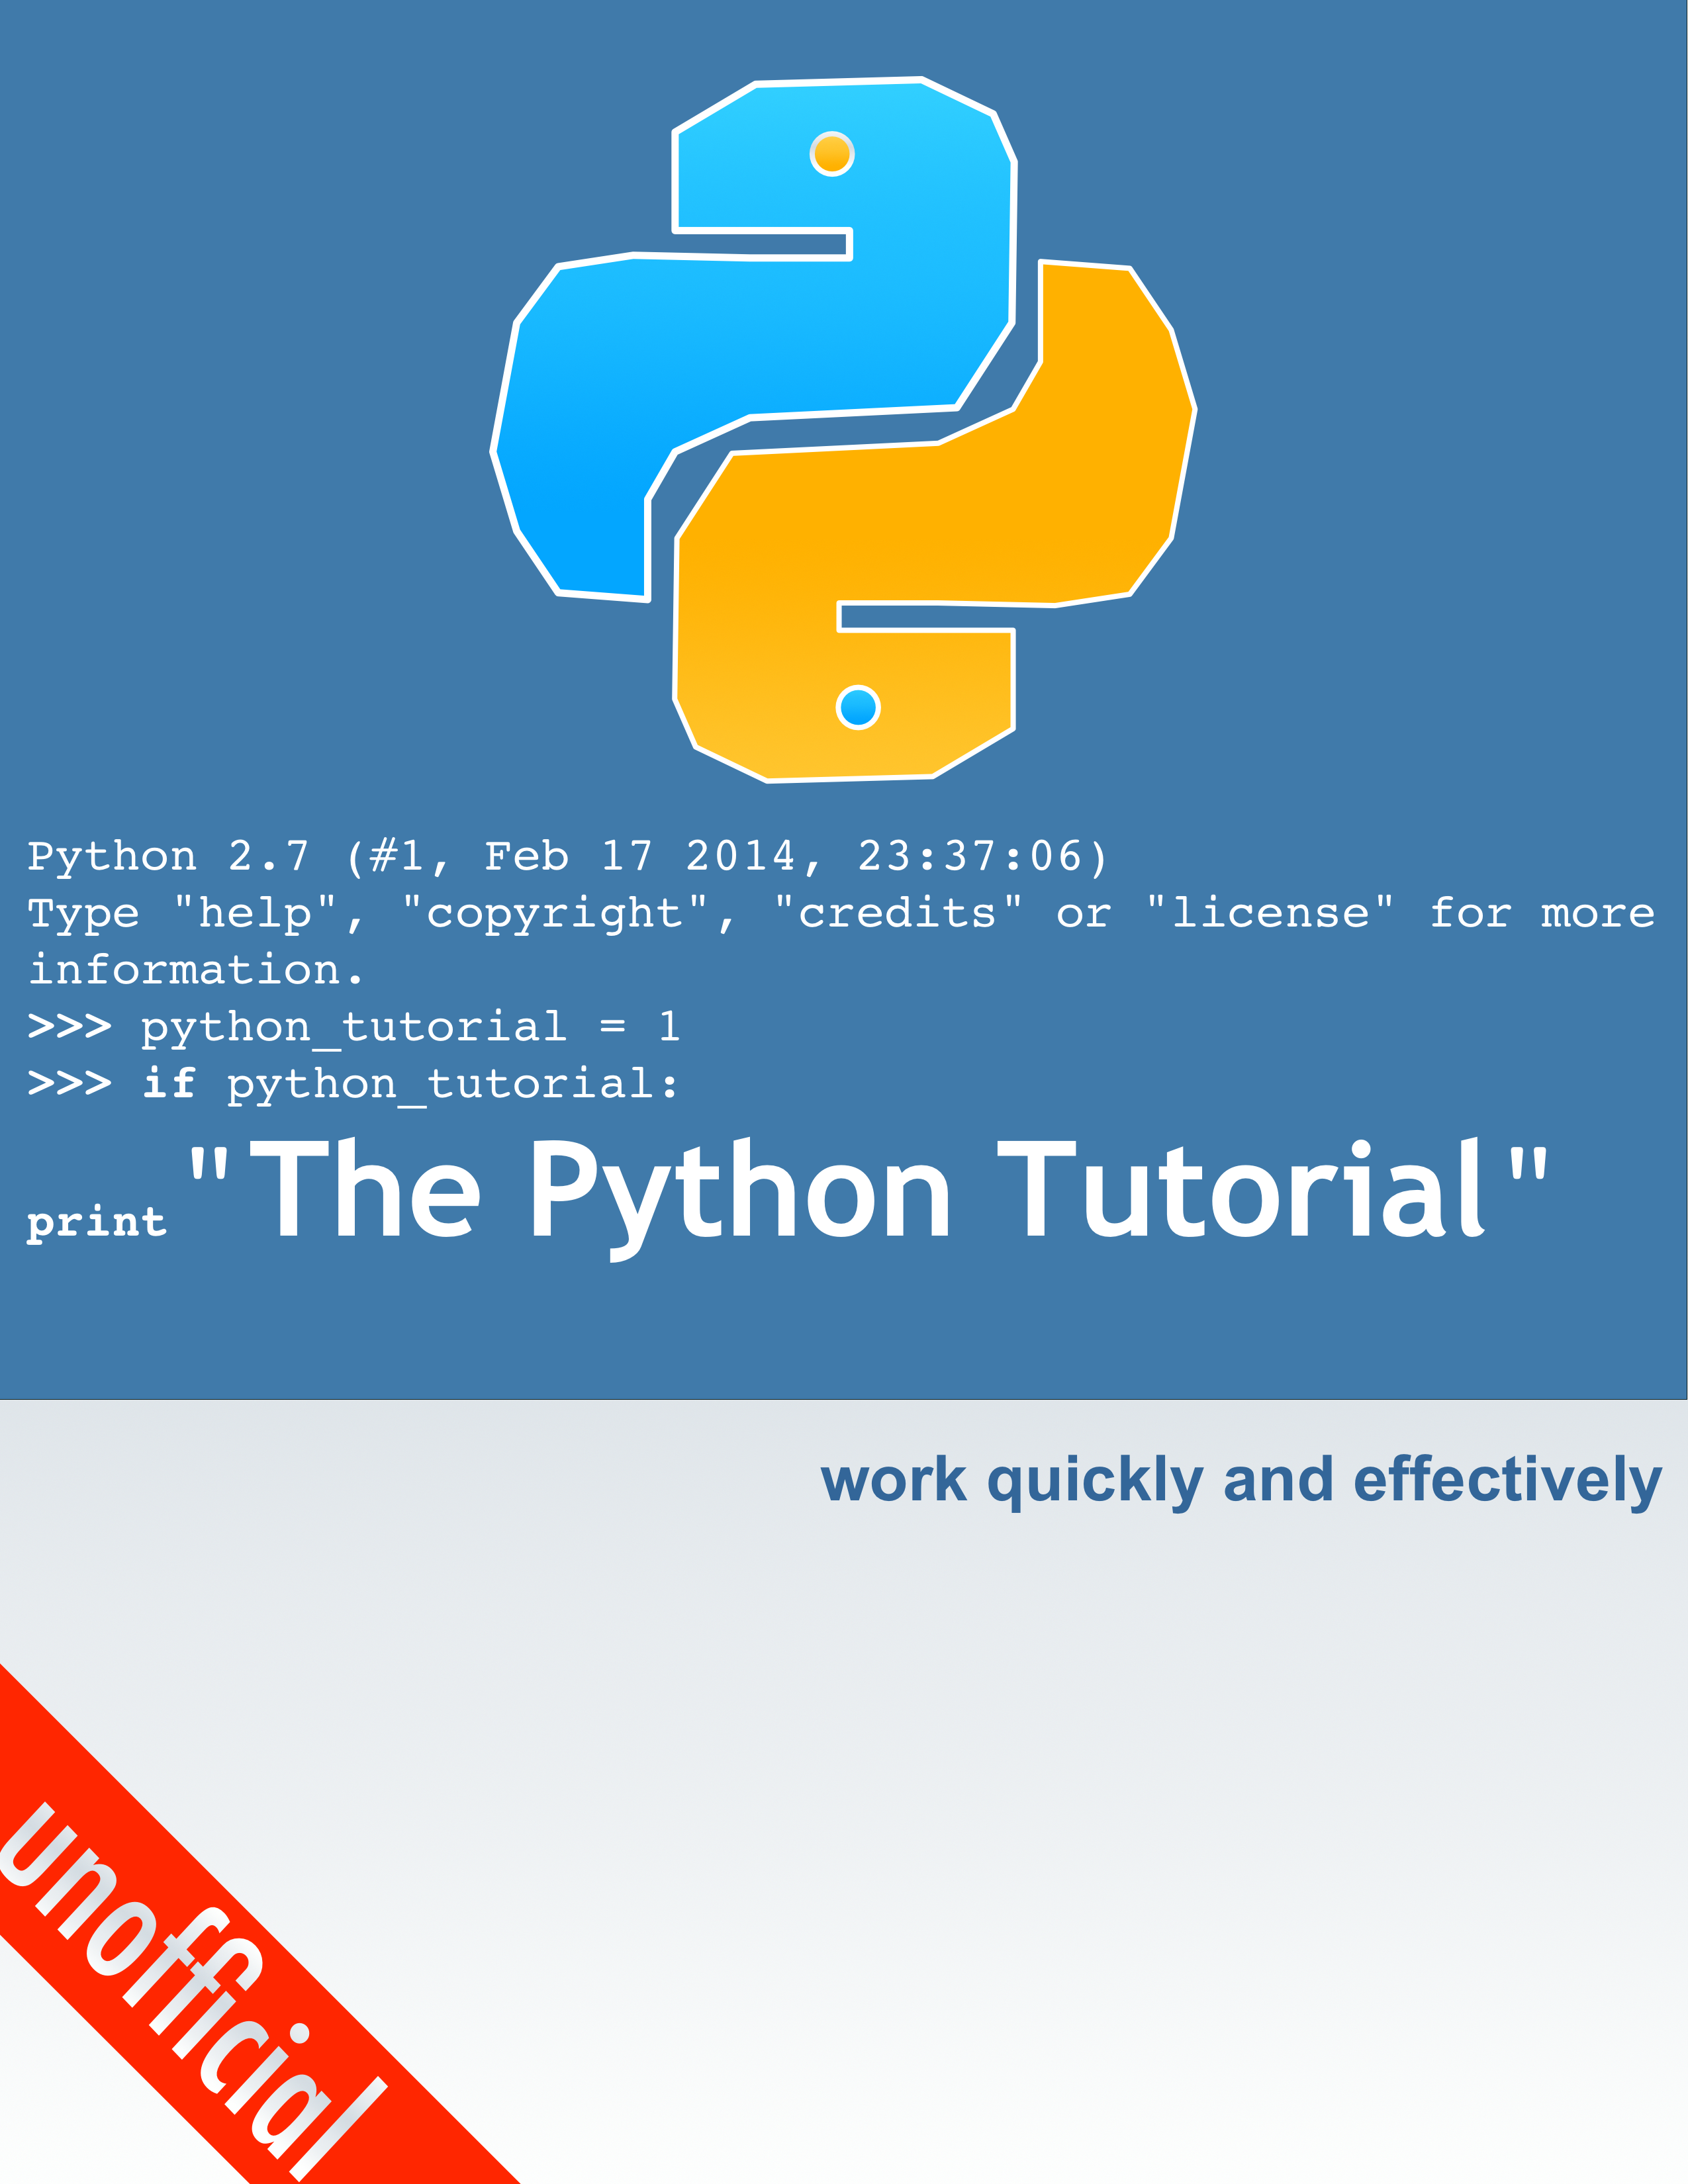 Python 2.7 (#1, Feb 17 2014, 23:37:06)
Type "help", "copyright", "credits" or "license" for more
information.
>>> python_tutorial = 1
>>> if python_tutorial:
print "The Python Tutorial"
work quickly and effectively
unofficial